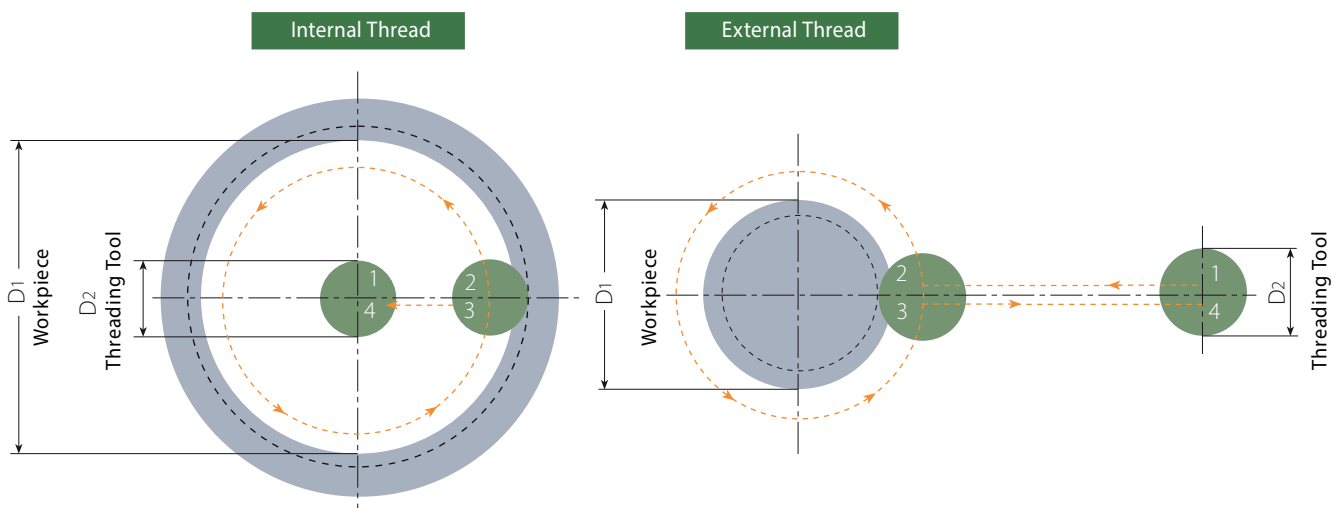 Internal Thread
D1
Workpiece
D2
Threading Tool
1
4
2
3
External Thread
D1
Workpiece
2
3
1
4
D2
Threading Tool